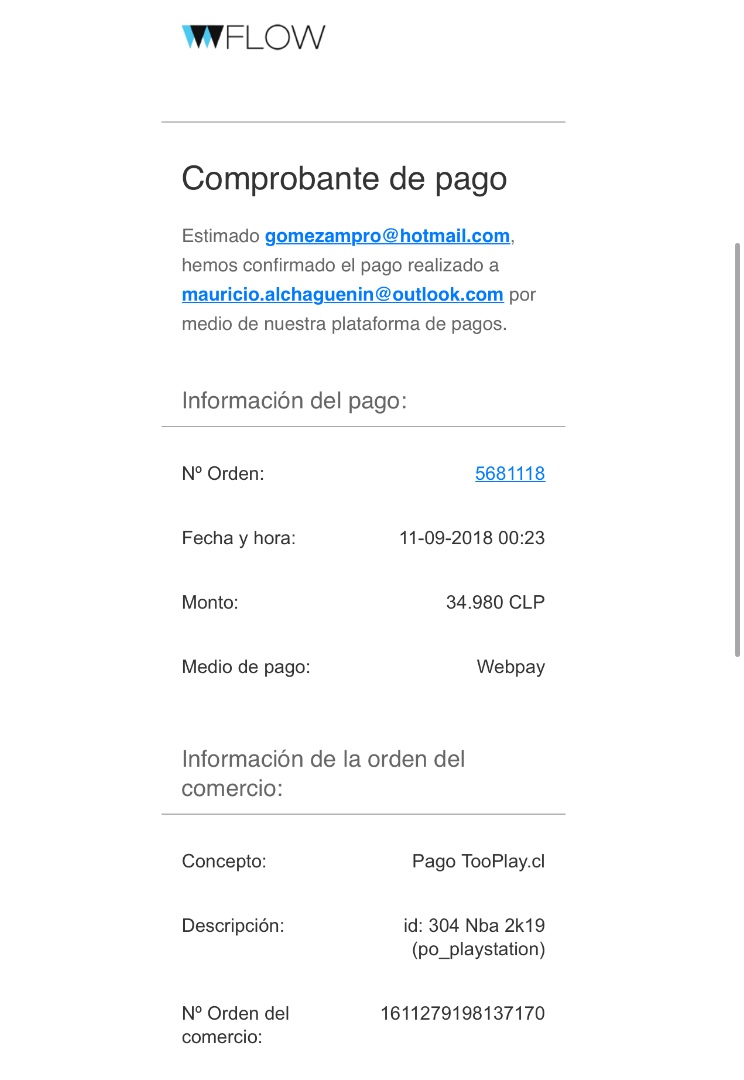 FLOW
Comprobante de pago
Estimado gomezampro@hotmail.com,
hemos confirmado el pago realizado a
mauricio.alchaguenin@outlook.com por
medio de nuestra plataforma de pagos.
Información del pago:
Nº Orden: 5681118
Fecha y hora: 11-09-2018 00:23
Monto: 34.980 CLP
Medio de pago: Webpay
Información de la orden del
comercio:
Concepto: Pago TooPlay.cl
Descripción: id: 304 Nba 2k19
(po_playstation)
Nº Orden del 1611279198137170
comercio: